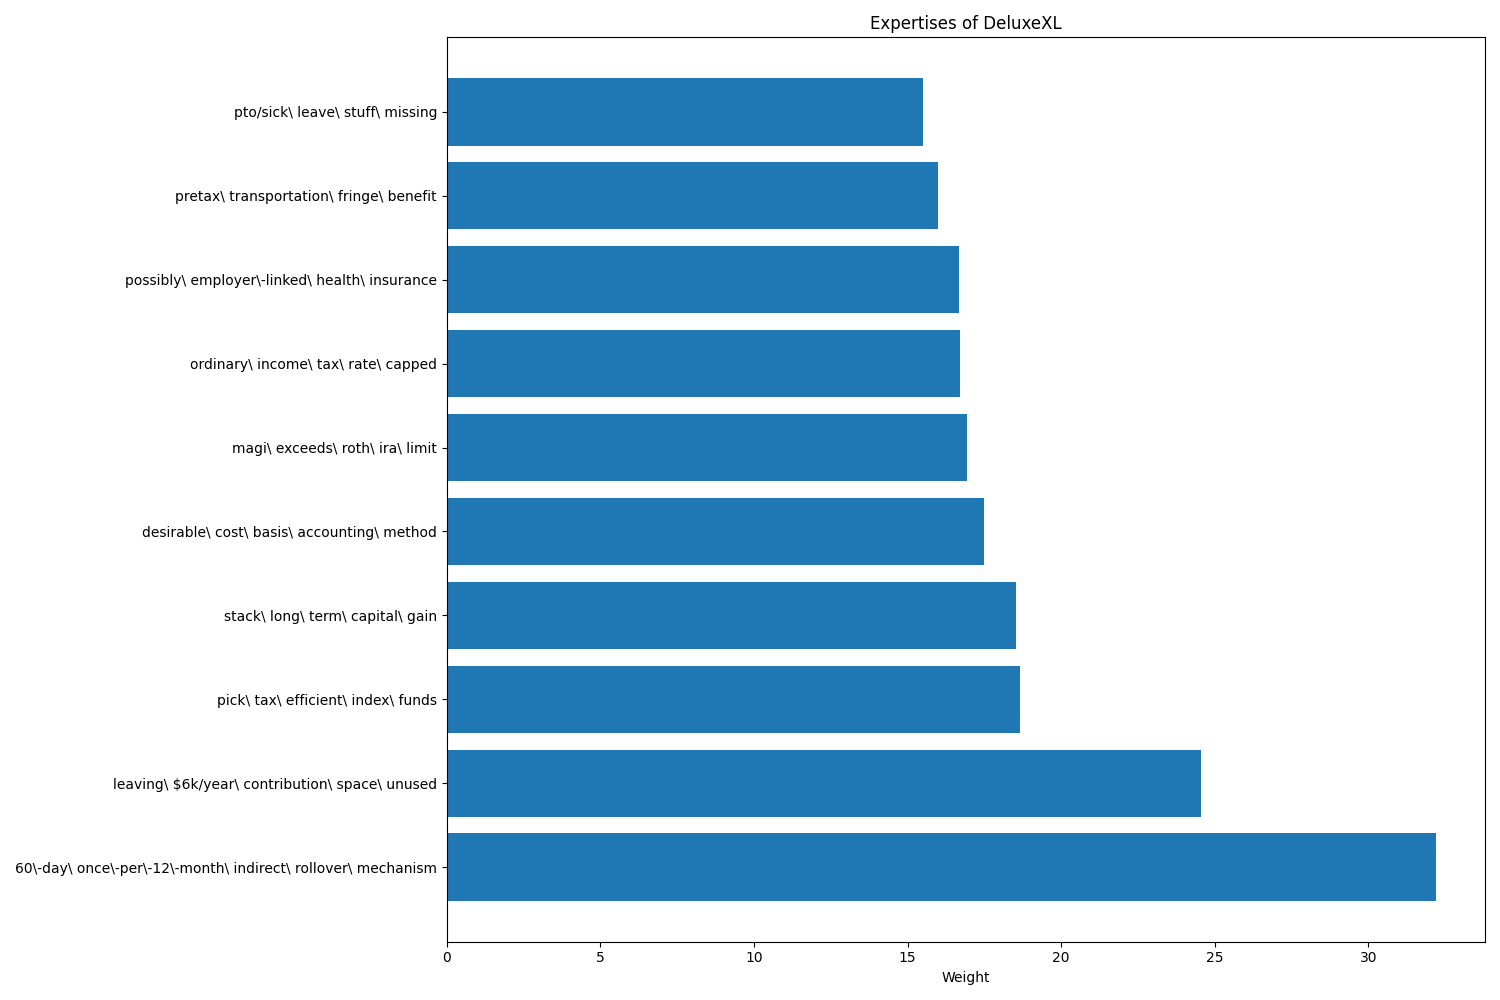 Expertises of DeluxeXL
pto/sick\ leave\ stuff\ missing
pretax\ transportation\ fringe\ benefit
possibly\ employer\-linked\ health\ insurance
ordinary\ income\ tax\ rate\ capped
magi\ exceeds\ roth\ ira\ limit
desirable\ cost\ basis\ accounting\ method
stack\ long\ term\ capital\ gain
pick\ tax\ efficient\ index\ funds
leaving\ $6k/year\ contribution\ space\ unused
60\-day\ once\-per\-12\-month\ indirect\ rollover\ mechanism
0 5 10 15 20 25 30
Weight